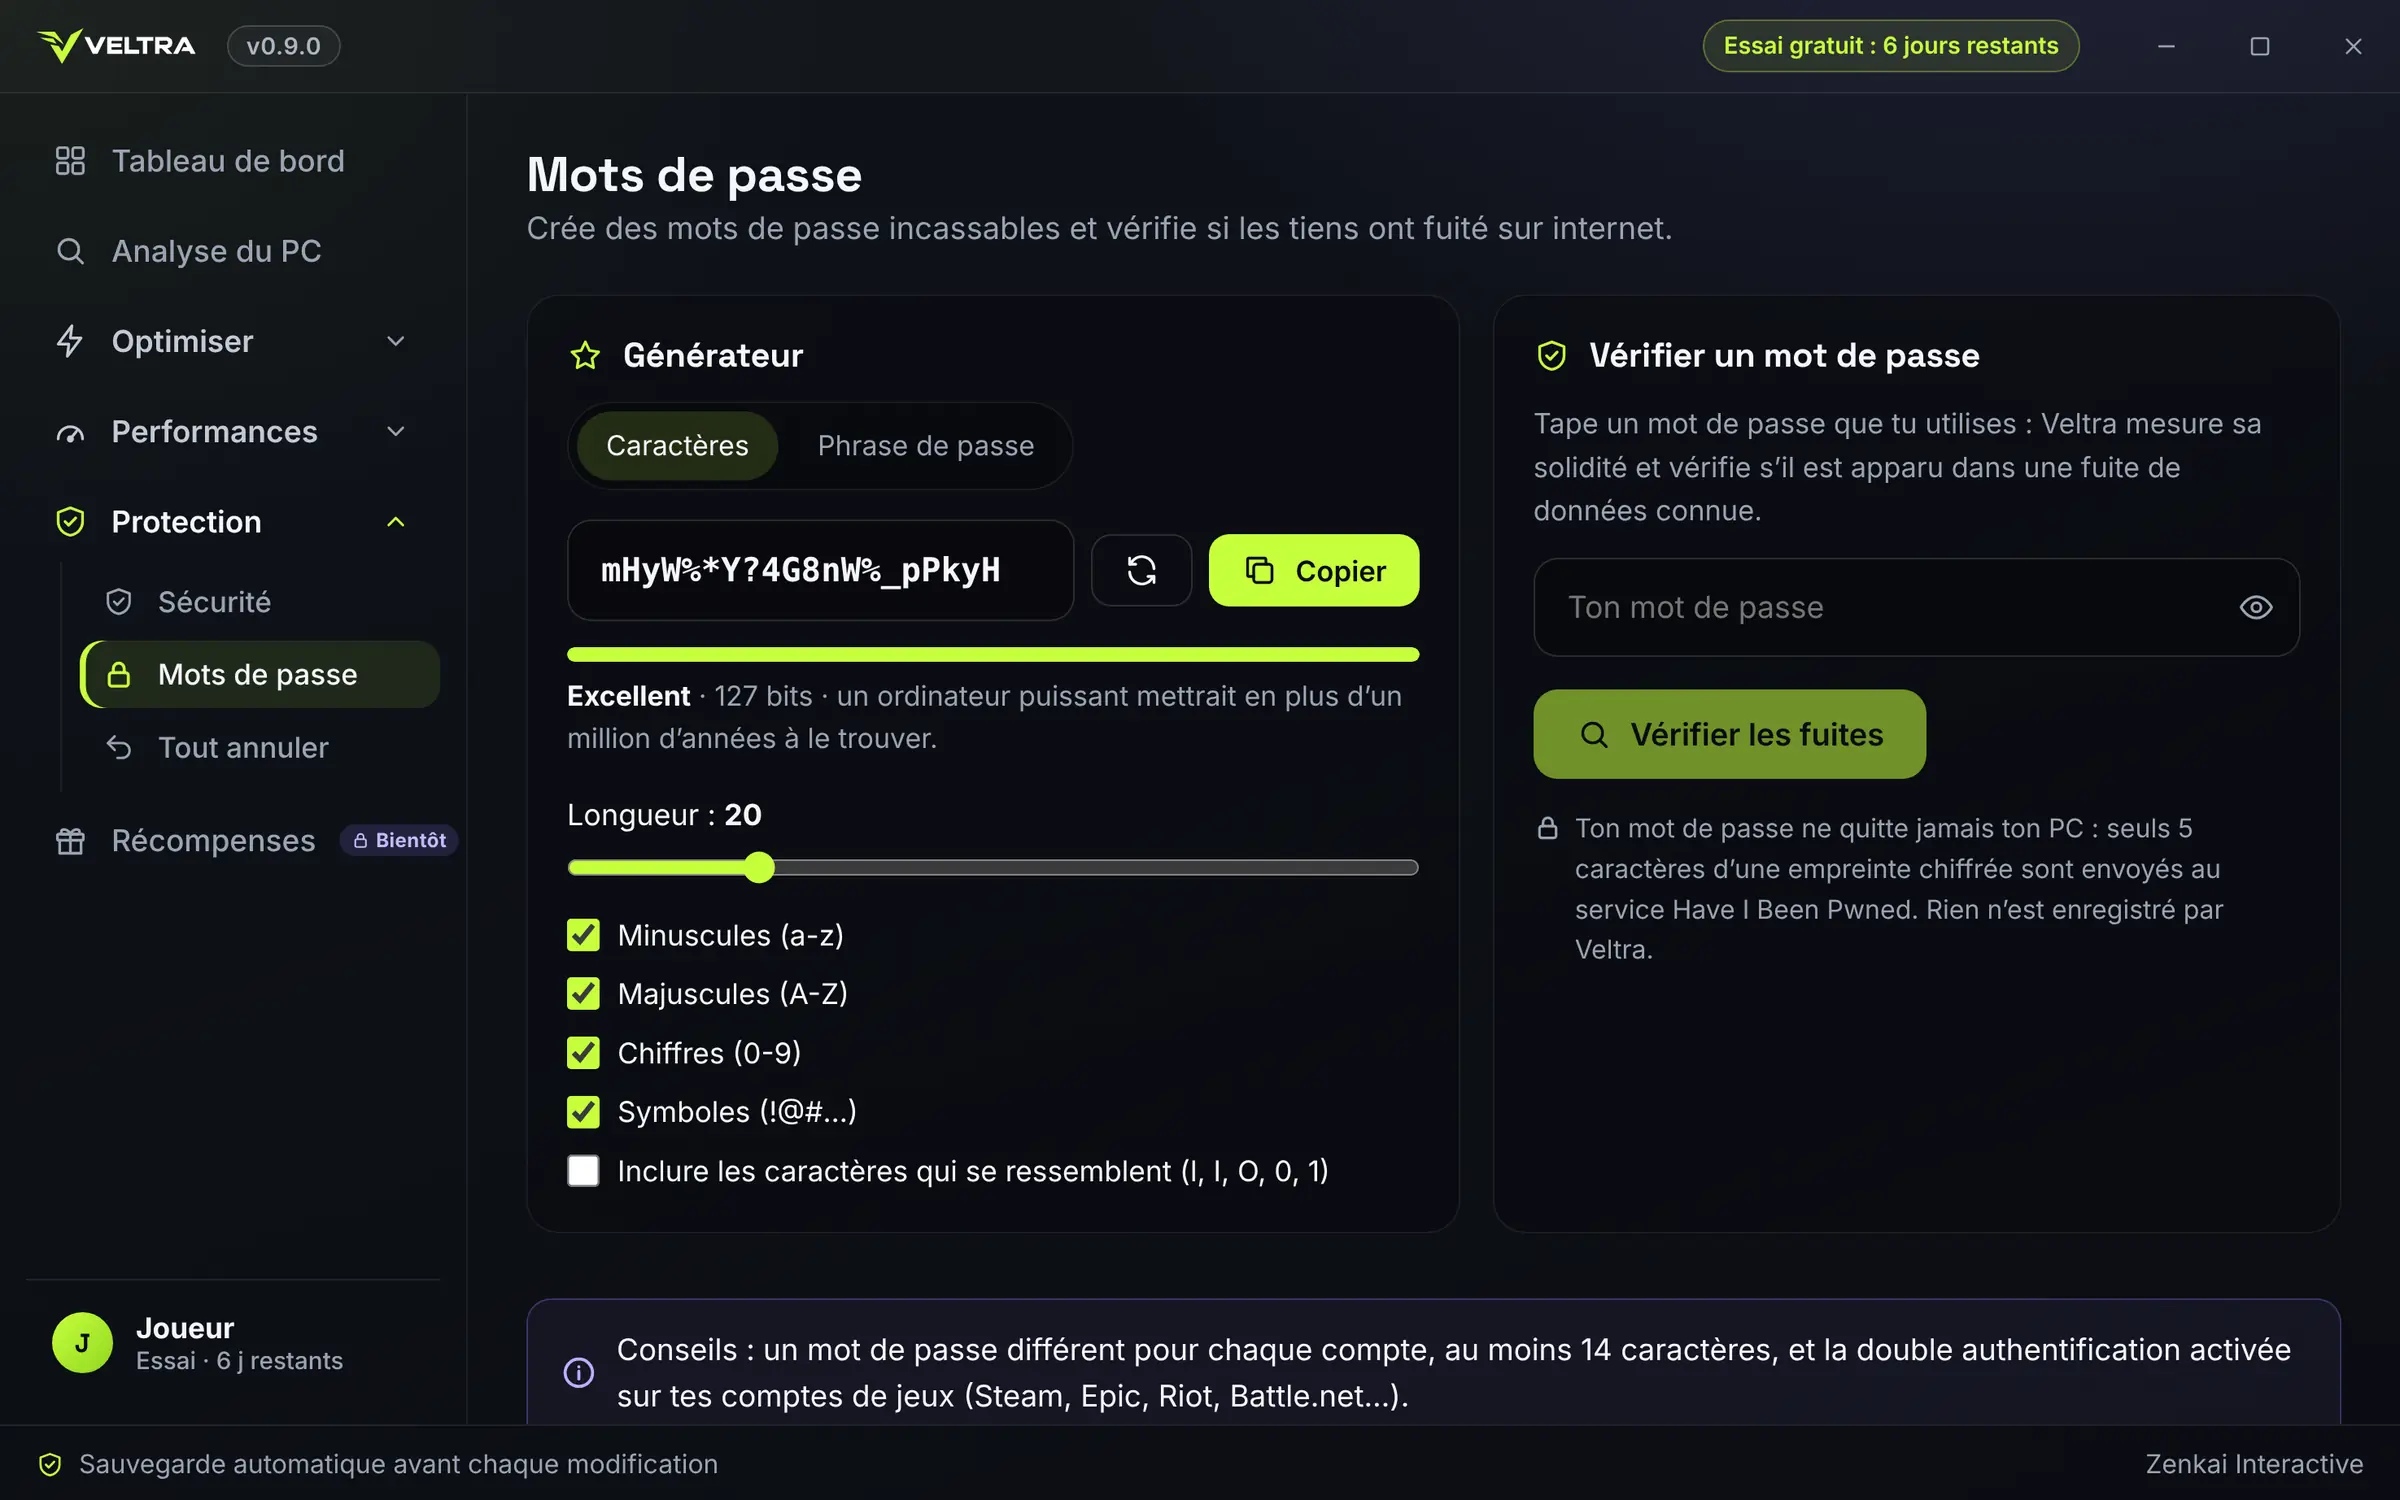 VELTRA
v0.9.0
Essai gratuit : 6 jours restants
Tableau de bord
Analyse du PC
Optimiser
Performances
Protection
Sécurité
Mots de passe
Tout annuler
Récompenses
Bientôt
J
Joueur
Essai · 6 j restants
Mots de passe
Crée des mots de passe incassables et vérifie si les tiens ont fuité sur internet.
Générateur
Caractères
Phrase de passe
mHyW%*Y?4G8nW%_pPkyH
Copier
Excellent · 127 bits · un ordinateur puissant mettrait en plus d’un
million d’années à le trouver.
Longueur : 20
Minuscules (a-z)
Majuscules (A-Z)
Chiffres (0-9)
Symboles (!@#...)
Inclure les caractères qui se ressemblent (l, I, O, 0, 1)
Vérifier un mot de passe
Tape un mot de passe que tu utilises : Veltra mesure sa
solidité et vérifie s’il est apparu dans une fuite de
données connue.
Ton mot de passe
Vérifier les fuites
Ton mot de passe ne quitte jamais ton PC : seuls 5
caractères d’une empreinte chiffrée sont envoyés au
service Have I Been Pwned. Rien n’est enregistré par
Veltra.
Conseils : un mot de passe différent pour chaque compte, au moins 14 caractères, et la double authentification activée
sur tes comptes de jeux (Steam, Epic, Riot, Battle.net...).
Sauvegarde automatique avant chaque modification
Zenkai Interactive